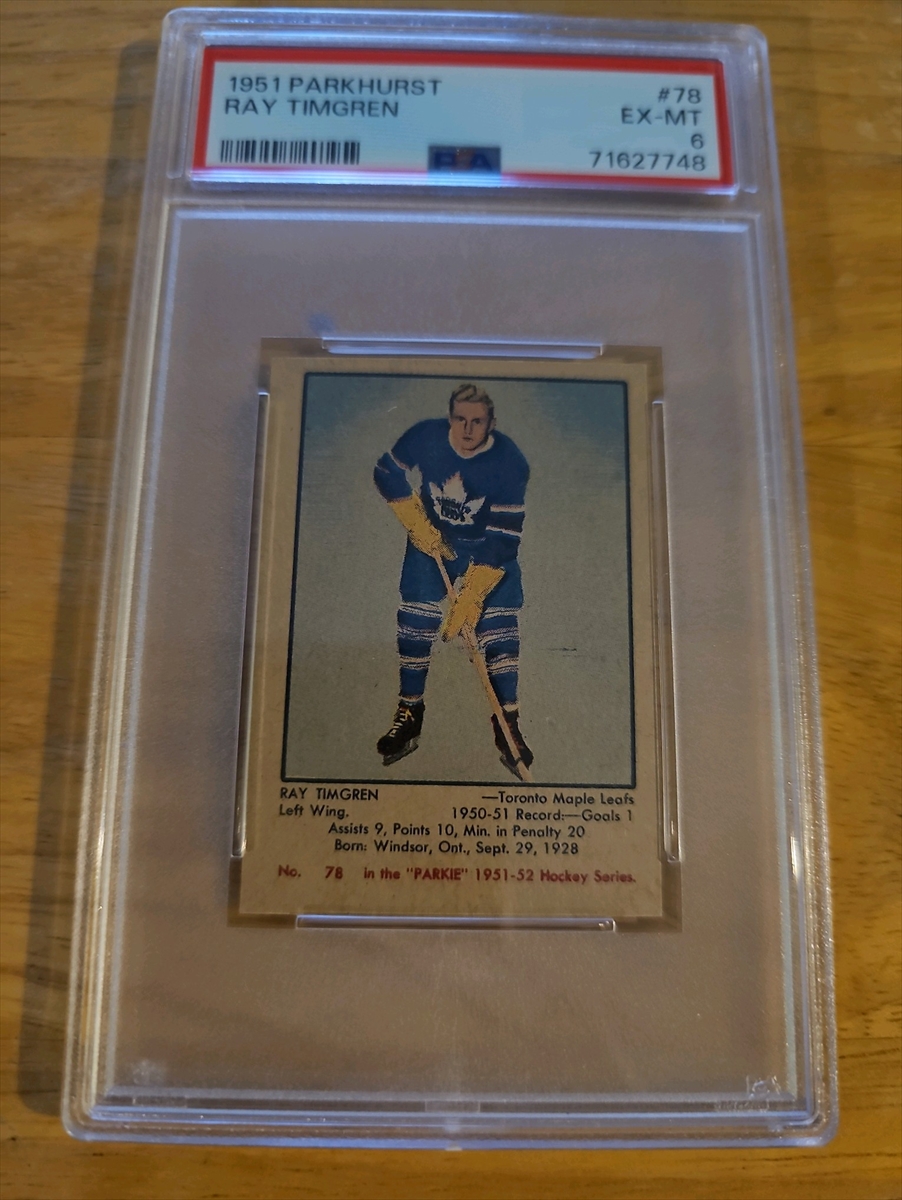 1951 PARKHURST #78
RAY TIMGREN EX-MT
6
71627748
RAY TIMGREN —Toronto Maple Leafs
Left Wing. 1950-51 Record:—Goals 1
Assists 9, Points 10, Min. in Penalty 20
Born: Windsor, Ont., Sept. 29, 1928
No. 78 in the "PARKIE" 1951-52 Hockey Series.